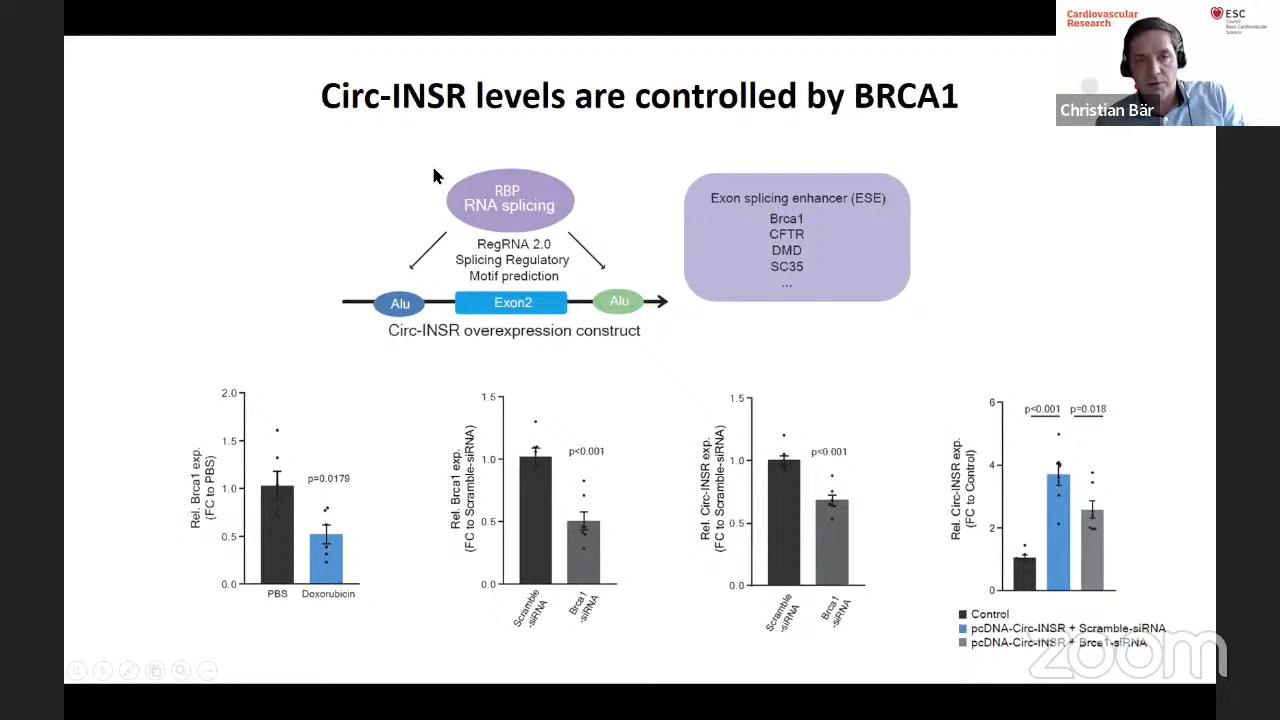 Cardiovascular
Research
ESC
Council
Basic Cardiovascular
Science
Christian Bär
Circ-INSR levels are controlled by BRCA1
RBP
RNA splicing
RegRNA 2.0
Splicing Regulatory
Motif prediction
Alu
Exon2
Alu
Circ-INSR overexpression construct
Exon splicing enhancer (ESE)
Brca1
CFTR
DMD
SC35
...
Rel. Brca1 exp.
(FC to PBS)
2.0
1.5
1.0
0.5
0.0
p=0.0179
PBS
Doxorubicin
Rel. Brca1 exp.
(FC to Scramble-siRNA)
1.5
1.0
0.5
0.0
p<0.001
Scramble
-siRNA
Brca1
-siRNA
Rel. Circ-INSR exp.
(FC to Scramble-siRNA)
1.5
1.0
0.5
0.0
p<0.001
Scramble
-siRNA
Brca1
-siRNA
Rel. Circ-INSR exp.
(FC to Control)
6
4
2
0
p<0.001
p=0.018
Control
pcDNA-Circ-INSR + Scramble-siRNA
pcDNA-Circ-INSR + Brca1-siRNA
zoom